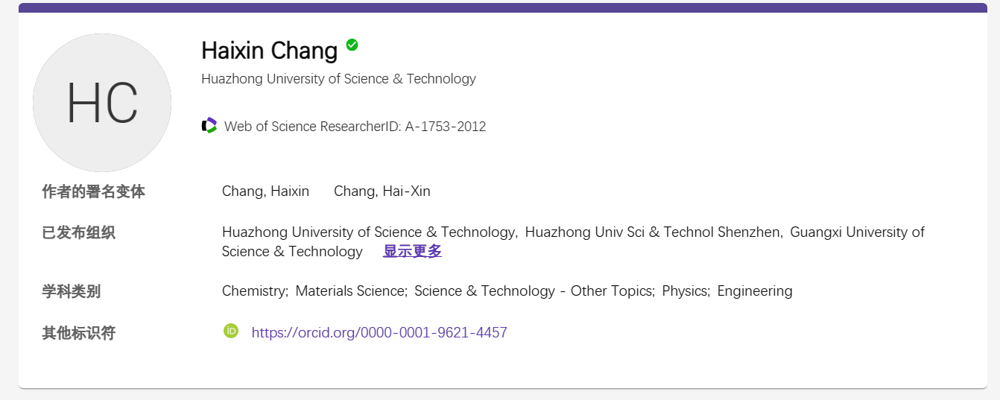 HC
Haixin Chang
Huazhong University of Science & Technology
Web of Science ResearcherID: A-1753-2012
作者的署名变体 Chang, Haixin Chang, Hai-Xin
已发布组织 Huazhong University of Science & Technology, Huazhong Univ Sci & Technol Shenzhen, Guangxi University of
Science & Technology 显示更多
学科类别 Chemistry; Materials Science; Science & Technology - Other Topics; Physics; Engineering
其他标识符 iD https://orcid.org/0000-0001-9621-4457